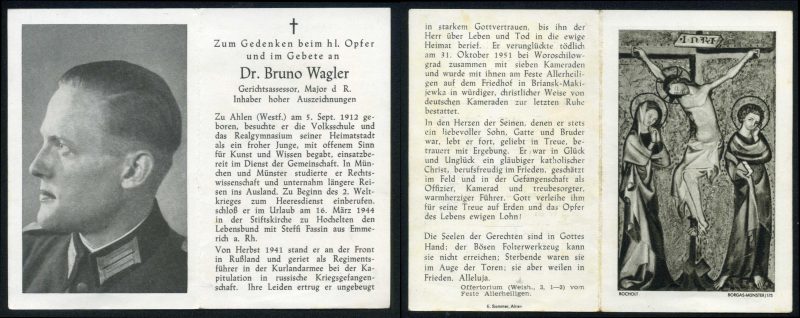 Zum Gedenken beim hl. Opfer
und im Gebete an
Dr. Bruno Wagler
Gerichtsassessor, Major d R.
Inhaber hoher Auszeichnungen
Zu Ahlen (Westf.) am 5. Sept. 1912 ge-
boren, besuchte er die Volksschule und
das Realgymnasium seiner Heimatstadt
als ein froher Junge, mit offenem Sinn
für Kunst und Wissen begabt, einsatzbe-
reit im Dienst der Gemeinschaft. In Mün-
chen und Münster studierte er Rechts-
wissenschaft und unternahm längere Rei-
sen ins Ausland. Zu Beginn des 2. Welt-
krieges zum Heeresdienst einberufen,
schloß er im Urlaub am 16. März 1944
in der Stiftskirche zu Hochelten den
Lebensbund mit Steffi Fassin aus Emme-
rich a. Rh.
Von Herbst 1941 stand er an der Front
in Rußland und geriet als Regiments-
führer in der Kurlandarmee bei der Ka-
pitulation in russische Kriegsgefangen-
schaft. Ihre Leiden ertrug er ungebeugt
in starkem Gottvertrauen, bis ihn der
Herr über Leben und Tod in die ewige
Heimat berief. Er verunglückte tödlich
am 31. Oktober 1951 bei Woroschilow-
grad zusammen mit sieben Kameraden
und wurde mit ihnen am Feste Allerheili-
gen auf dem Friedhof in Briansk-Maki-
jewka in würdiger, christlicher Weise von
deutschen Kameraden zur letzten Ruhe
bestattet.
In den Herzen der Seinen, denen er stets
ein liebevoller Sohn, Gatte und Bruder
war, lebt er fort, geliebt in Treue, be-
trauert mit Ergebung. Er war in Glück
und Unglück ein gläubiger katholischer
Christ, berufsfreudig im Frieden, geschätzt
im Feld und in der Gefangenschaft als
Offizier, Kamerad und treubesorgter,
warmherziger Führer. Gott verleihe ihm
für seine Treue auf Erden und das Opfer
des Lebens ewigen Lohn!
Die Seelen der Gerechten sind in Gottes
Hand; der Bösen Folterwerkzeug kann
sie nicht erreichen; Sterbende waren sie
im Auge der Toren; sie aber weilen in
Frieden. Alleluja.
Offertorium (Weish., 3, 1—3) vom
Feste Allerheiligen.
F. Sommer, Ahlen
I·N·R·I
BOCHOLT
BORGAS-MÜNSTER/175